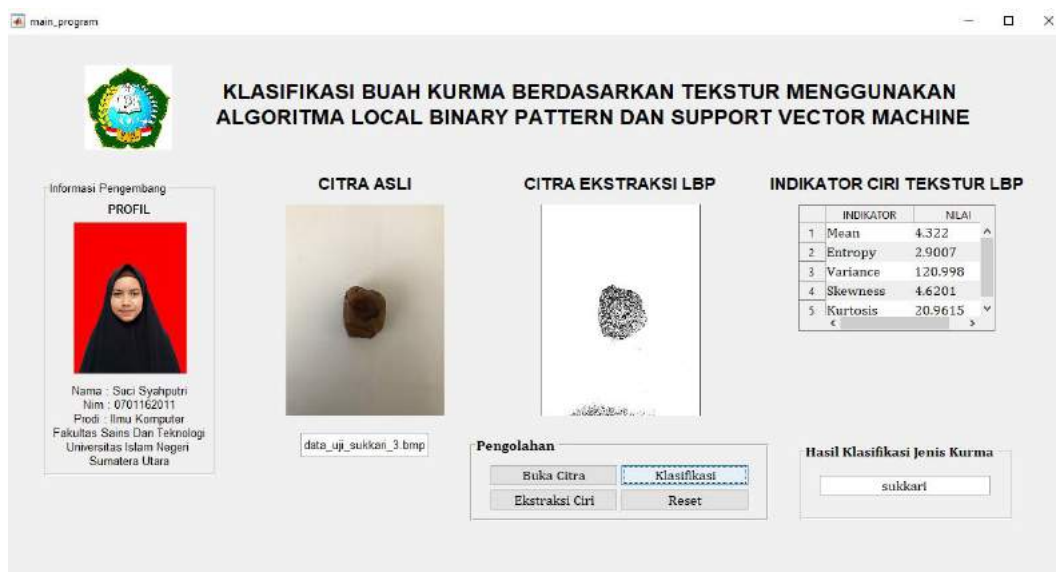 main_program
KLASIFIKASI BUAH KURMA BERDASARKAN TEKSTUR MENGGUNAKAN
ALGORITMA LOCAL BINARY PATTERN DAN SUPPORT VECTOR MACHINE
Informasi Pengembang
PROFIL
Nama : Suci Syahputri
Nim : 0701162011
Prodi : Ilmu Komputer
Fakultas Sains Dan Teknologi
Universitas Islam Negeri
Sumatera Utara
CITRA ASLI
data_uji_sukkari_3.bmp
CITRA EKSTRAKSI LBP
Pengolahan
Buka Citra Klasifikasi
Ekstraksi Ciri Reset
INDIKATOR CIRI TEKSTUR LBP
INDIKATOR NILAI
1 Mean 4.322
2 Entropy 2.9007
3 Variance 120.998
4 Skewness 4.6201
5 Kurtosis 20.9615
Hasil Klasifikasi Jenis Kurma
sukkari